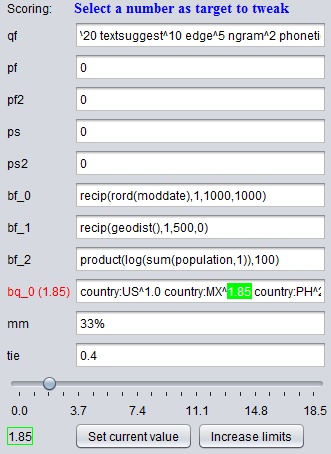 Scoring: Select a number as target to tweak
qf \20 textsuggest^10 edge^5 ngram^2 phoneti
pf 0
pf2 0
ps 0
ps2 0
bf_0 recip(rord(moddate),1,1000,1000)
bf_1 recip(geodist(),1,500,0)
bf_2 product(log(sum(population,1)),100)
bq_0 (1.85) country:US^1.0 country:MX^1.85 country:PH^2
mm 33%
tie 0.4
0.0 3.7 7.4 11.1 14.8 18.5
1.85 Set current value Increase limits